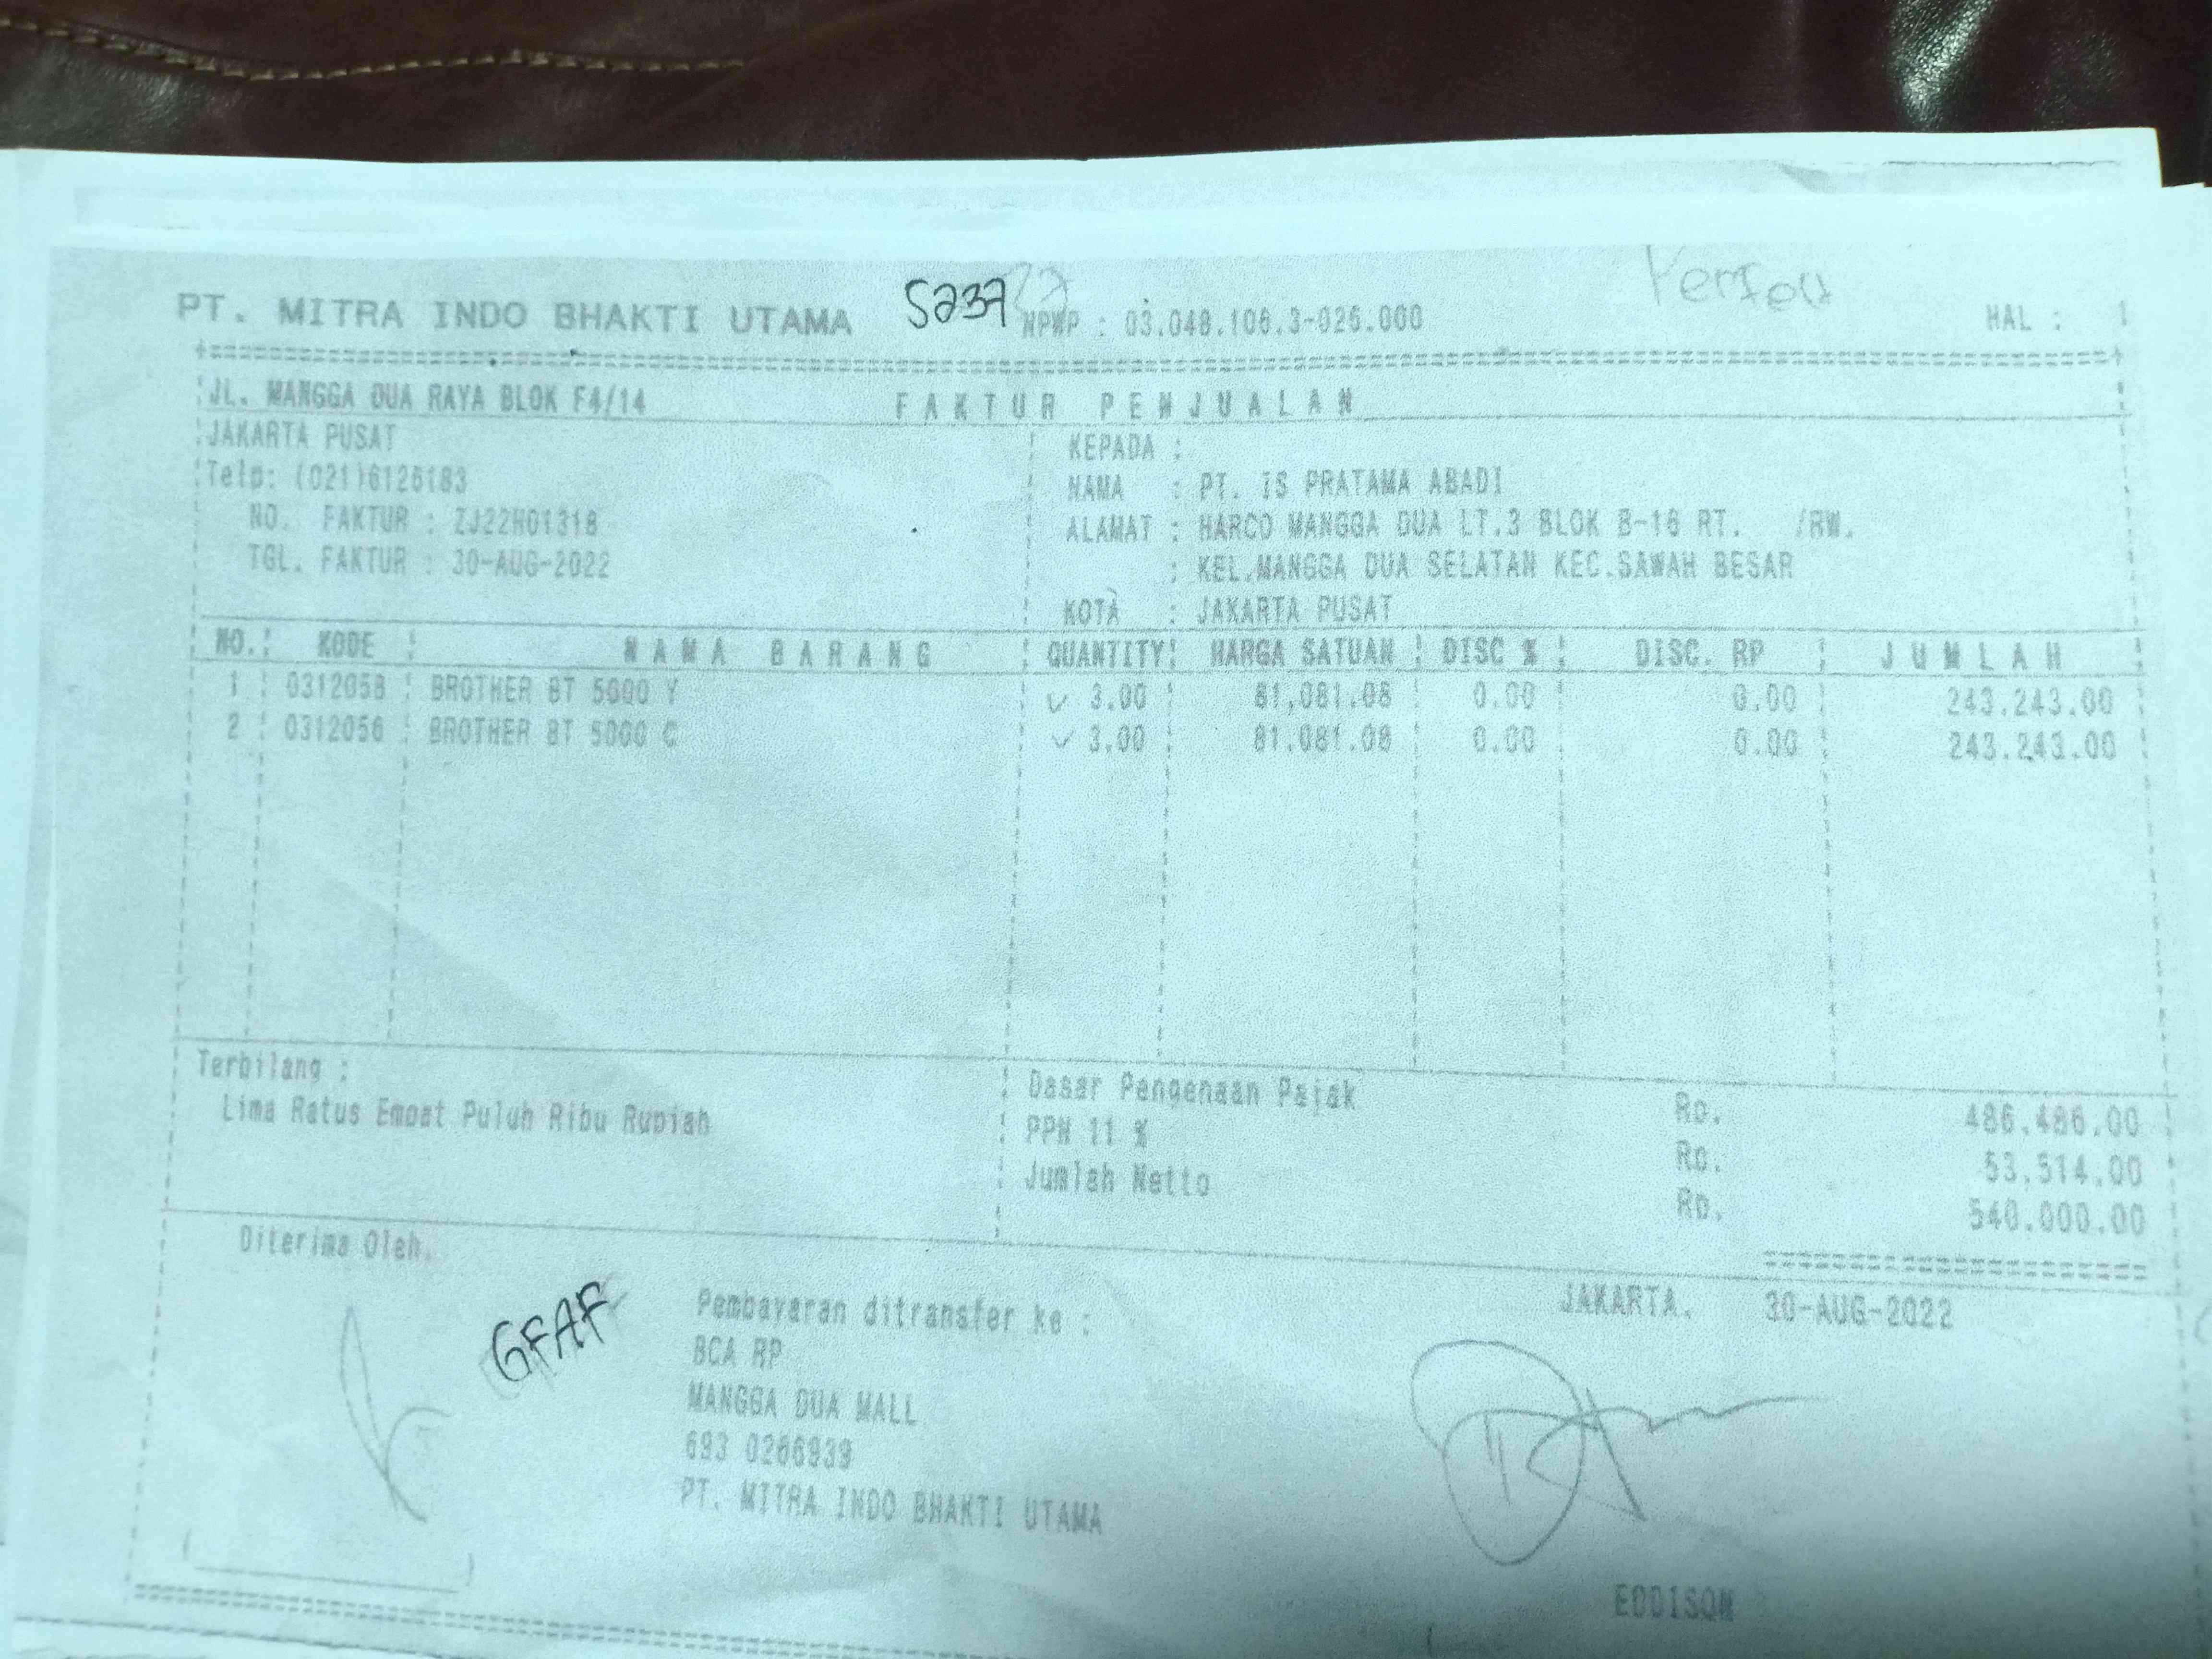 PT. MITRA INDO BHAKTI UTAMA S237 NPWP : 03.048.106.3-026.000 HAL : 1
JL. MANGGA DUA RAYA BLOK F4/14 FAKTUR PENJUALAN
JAKARTA PUSAT KEPADA :
Telp: (021)6126183 NAMA : PT. IS PRATAMA ABADI
NO. FAKTUR : ZJ22H01318 ALAMAT : HARCO MANGGA DUA LT.3 BLOK B-16 RT. /RW.
TGL. FAKTUR : 30-AUG-2022 : KEL.MANGGA DUA SELATAN KEC.SAWAH BESAR
KOTA : JAKARTA PUSAT
NO. KODE NAMA BARANG QUANTITY HARGA SATUAN DISC % DISC. RP JUMLAH
1 0312058 BROTHER BT 5000 Y 3.00 81,081.08 0.00 0.00 243.243.00
2 0312056 BROTHER BT 5000 C 3.00 81.081.08 0.00 0.00 243.243.00
Terbilang : Dasar Pengenaan Pajak Rp. 486.486.00
Lima Ratus Empat Puluh Ribu Rupiah PPN 11 % Rp. 53.514.00
Jumlah Netto Rp. 540.000.00
Diterima Oleh, Pembayaran ditransfer ke : JAKARTA, 30-AUG-2022
GFAF BCA RP
MANGGA DUA MALL
693 0266939
PT. MITRA INDO BHAKTI UTAMA
EDDISON